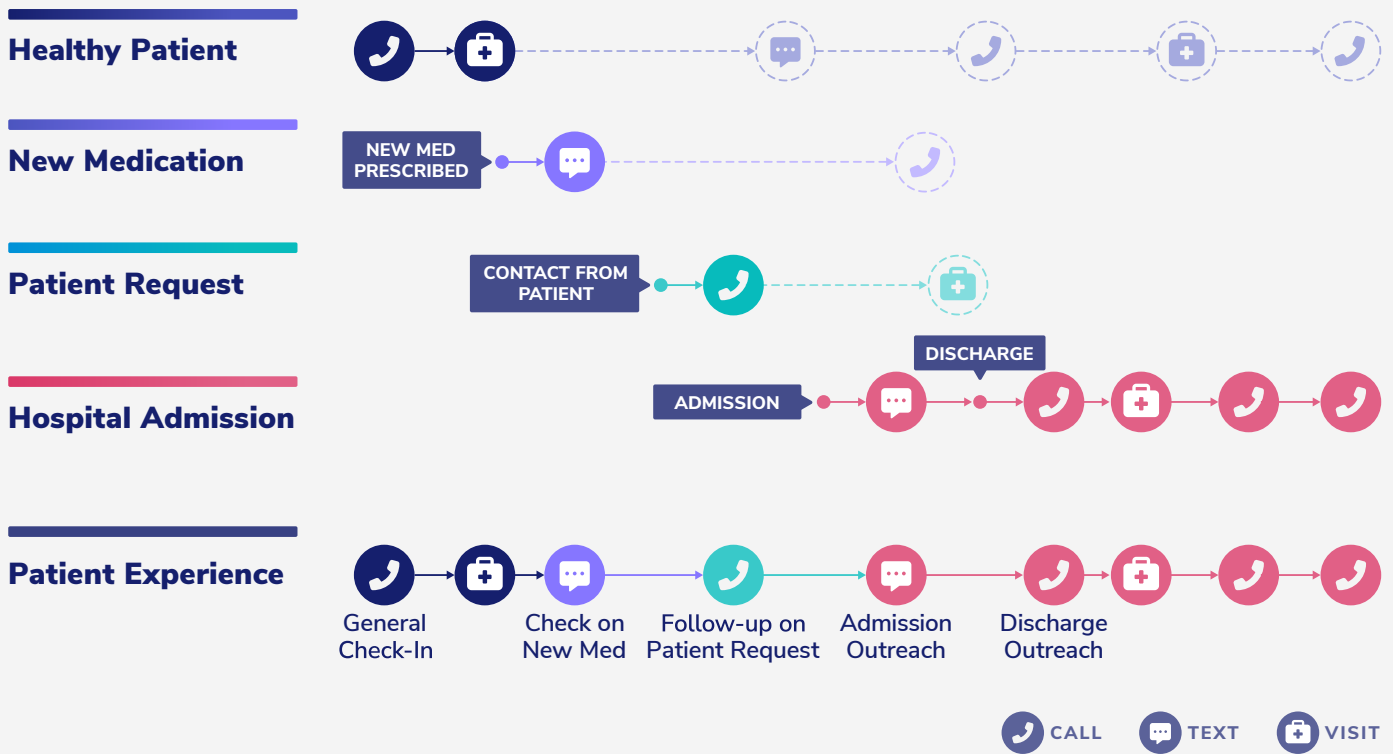 Healthy Patient
New Medication
NEW MED
PRESCRIBED
Patient Request
CONTACT FROM
PATIENT
DISCHARGE
Hospital Admission
ADMISSION
Patient Experience
General
Check-In
Check on
New Med
Follow-up on
Patient Request
Admission
Outreach
Discharge
Outreach
CALL
TEXT
VISIT